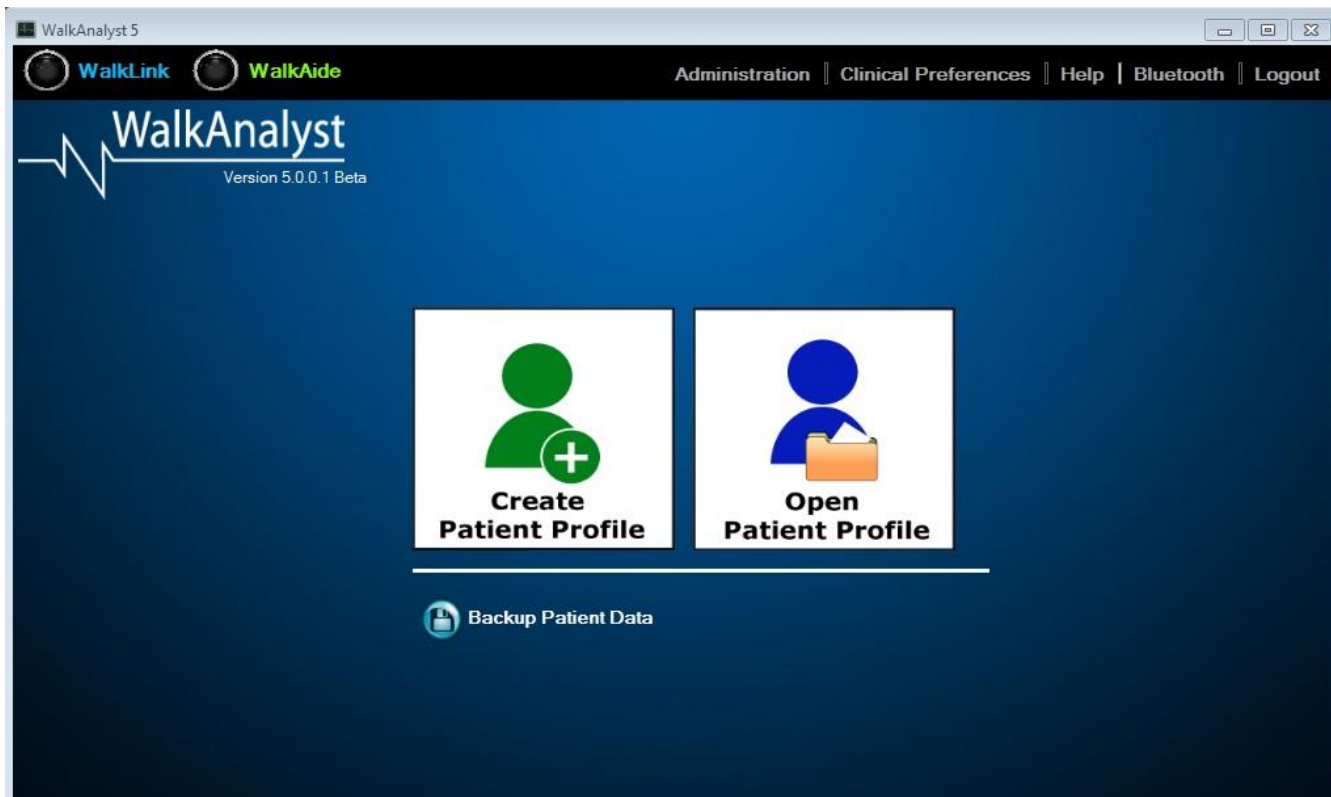 WalkAnalyst 5
WalkLink WalkAide Administration Clinical Preferences Help Bluetooth Logout
WalkAnalyst
Version 5.0.0.1 Beta
Create
Patient Profile
Open
Patient Profile
Backup Patient Data